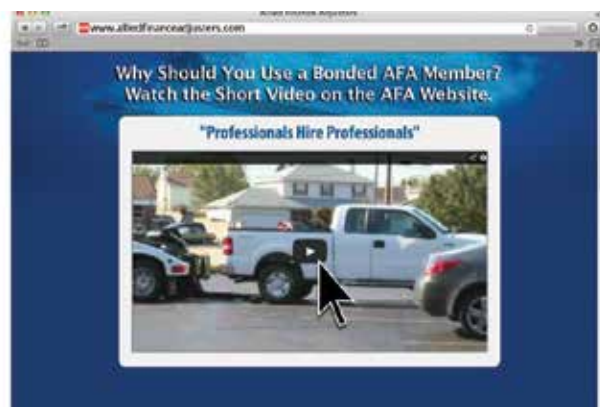 www.alliedfinanceadjusters.com
Why Should You Use a Bonded AFA Member?
Watch the Short Video on the AFA Website.
"Professionals Hire Professionals"